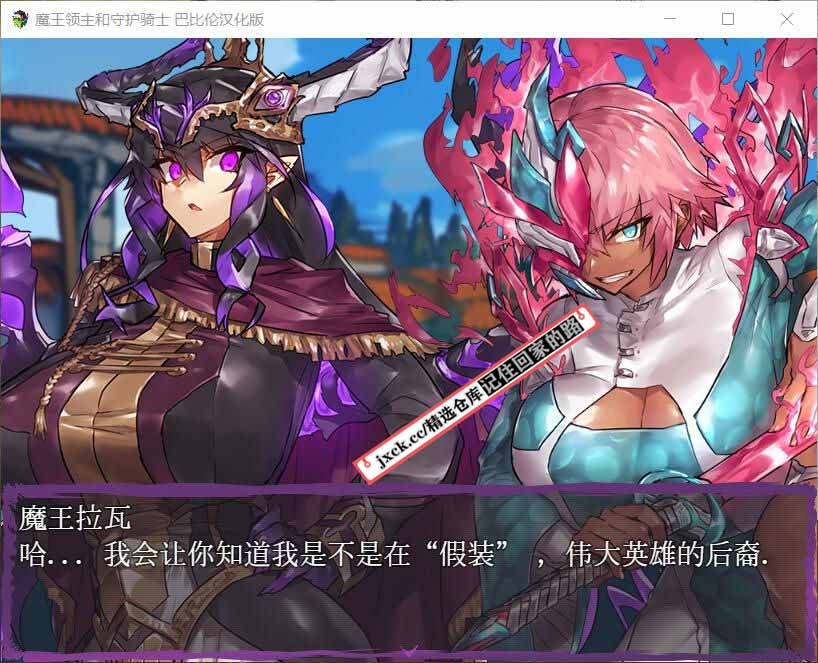 魔王领主和守护骑士 巴比伦汉化版
jxck.cc/精选仓库 记住回家的路
魔王拉瓦
哈... 我会让你知道我是不是在“假装” ，伟大英雄的后裔.